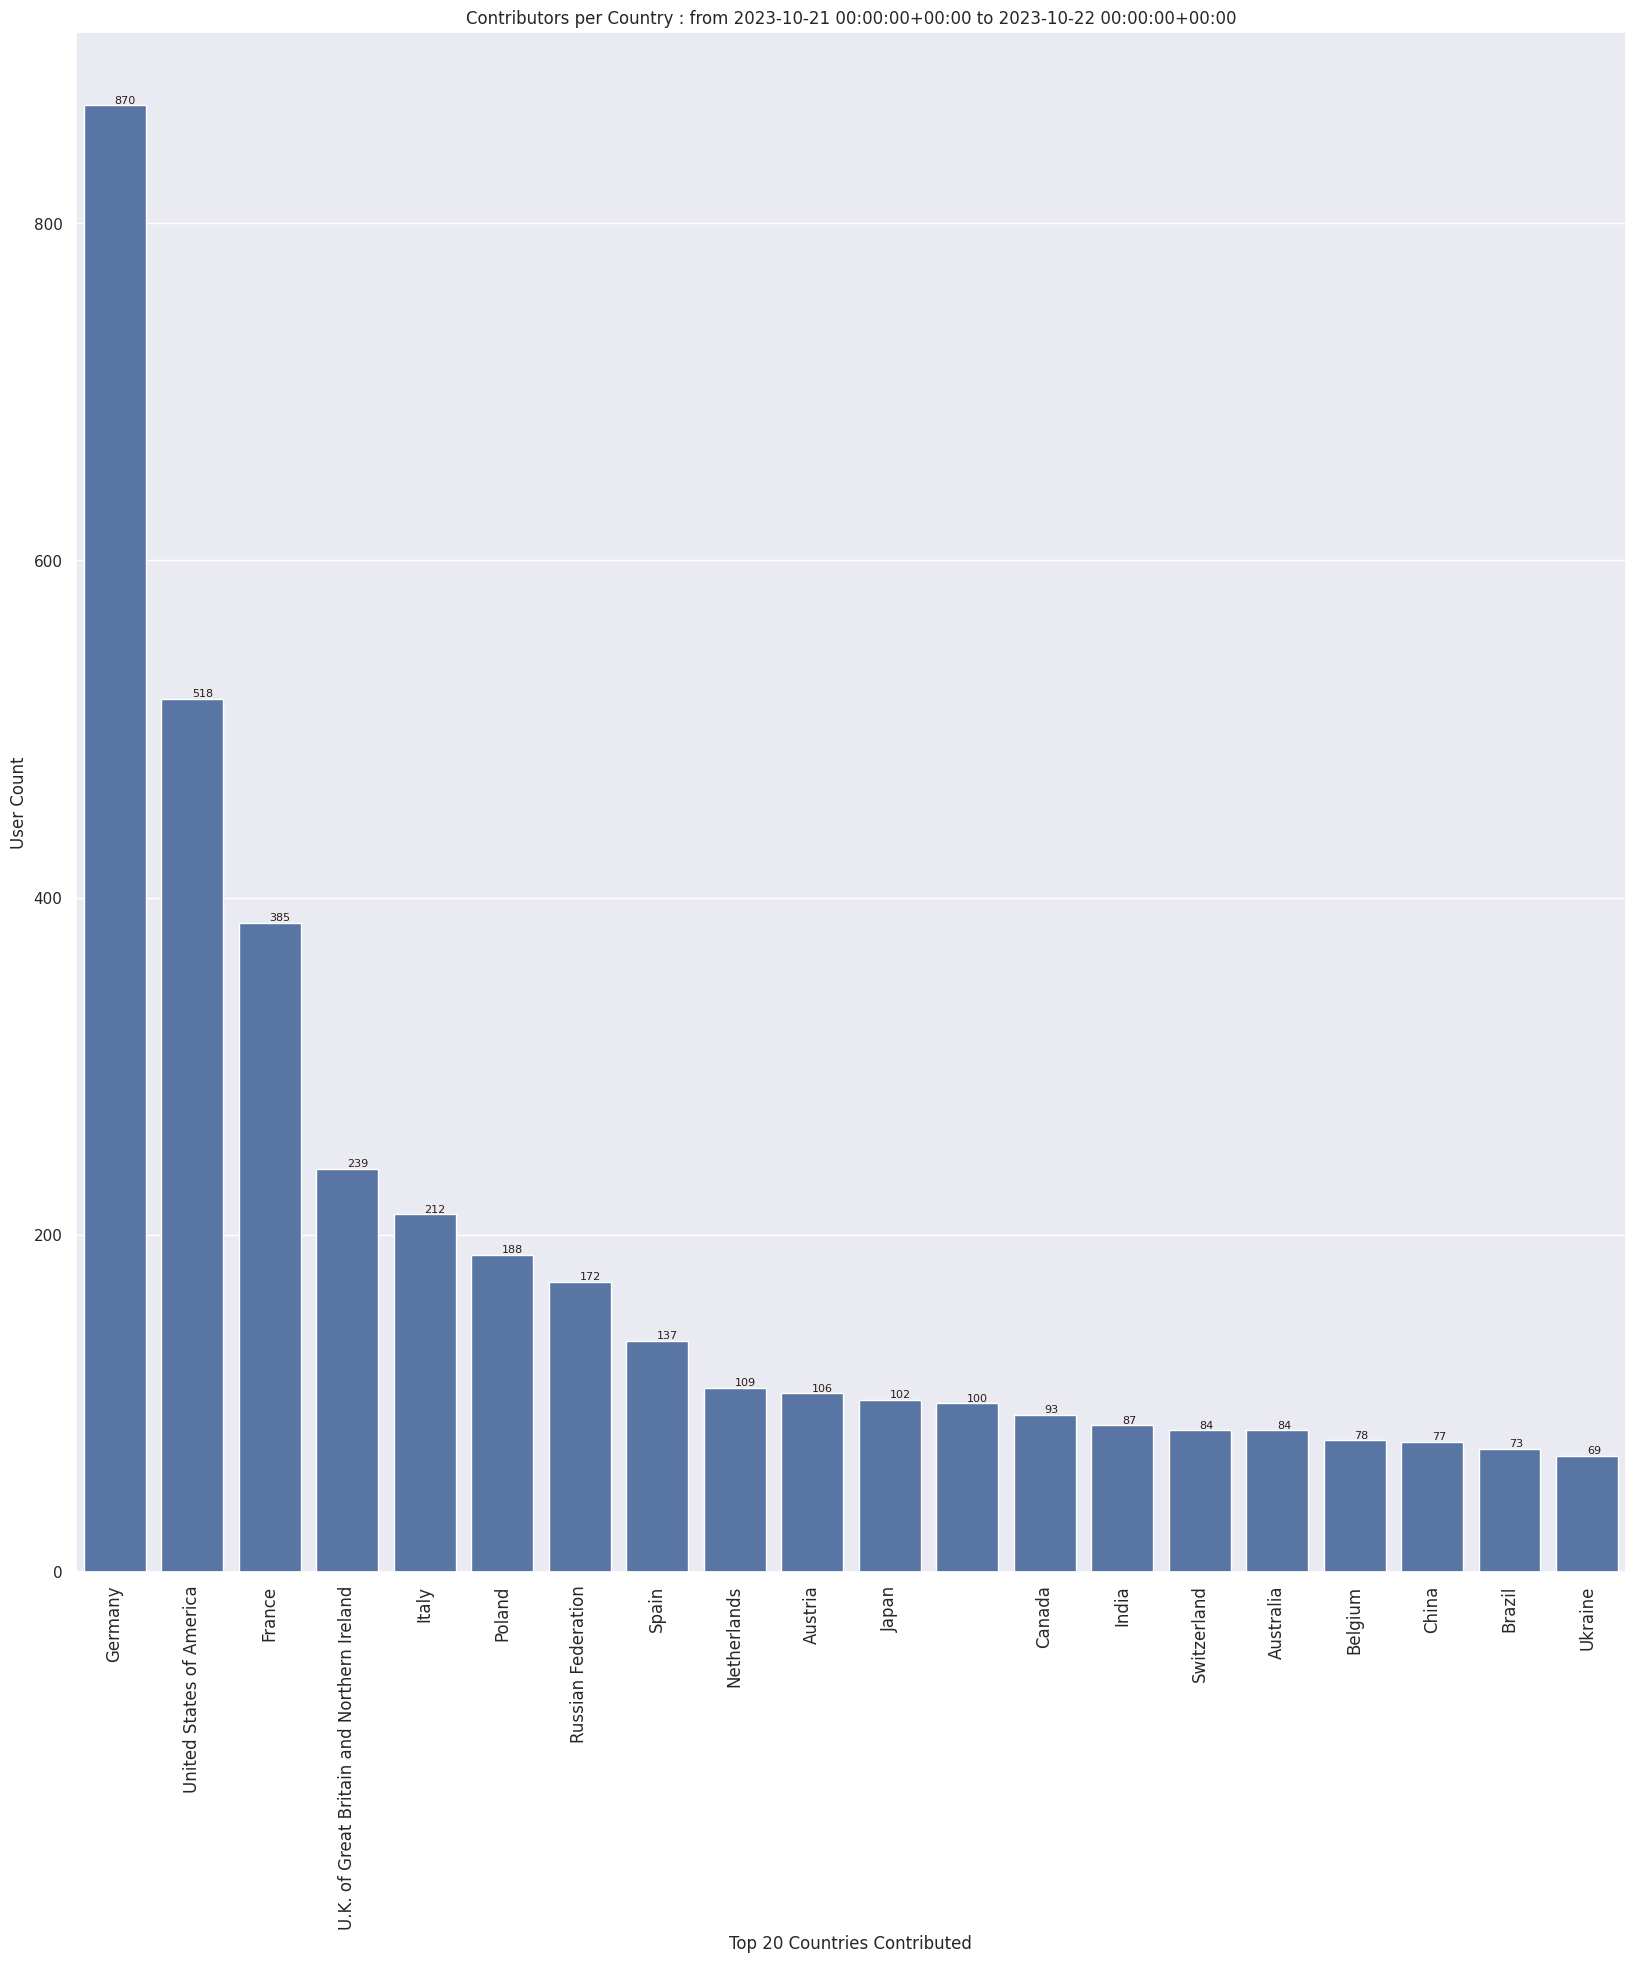 Contributors per Country : from 2023-10-21 00:00:00+00:00 to 2023-10-22 00:00:00+00:00
User Count
800
600
400
200
0
870
518
385
239
212
188
172
137
109
106
102
100
93
87
84
84
78
77
73
69
Germany
United States of America
France
U.K. of Great Britain and Northern Ireland
Italy
Poland
Russian Federation
Spain
Netherlands
Austria
Japan
Canada
India
Switzerland
Australia
Belgium
China
Brazil
Ukraine
Top 20 Countries Contributed